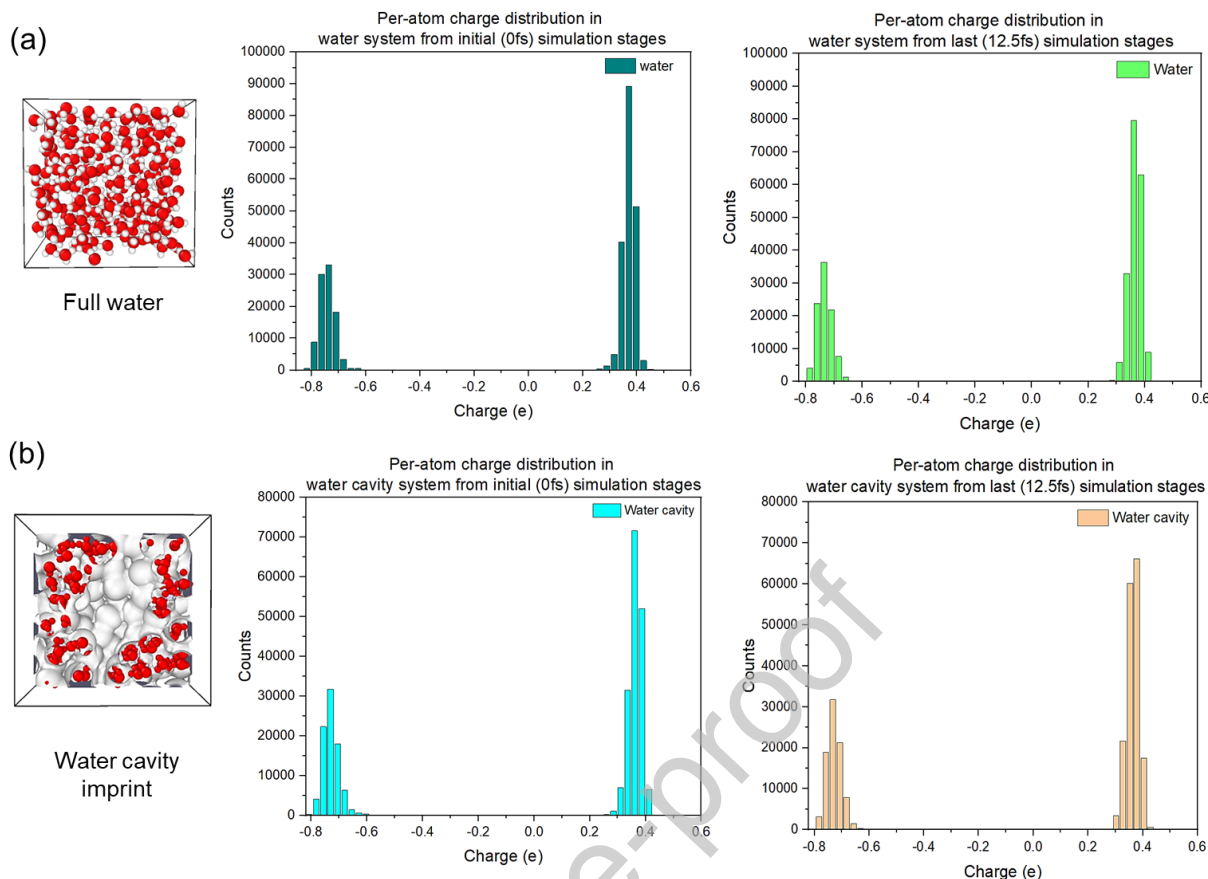 (a)
Per-atom charge distribution in
water system from initial (0fs) simulation stages
100000
90000
80000
70000
60000
50000
40000
30000
20000
10000
0
Counts
water
-0.8 -0.6 -0.4 -0.2 0.0 0.2 0.4 0.6
Charge (e)
Per-atom charge distribution in
water system from last (12.5fs) simulation stages
100000
90000
80000
70000
60000
50000
40000
30000
20000
10000
0
Counts
Water
-0.8 -0.6 -0.4 -0.2 0.0 0.2 0.4 0.6
Charge (e)
Full water
(b)
Per-atom charge distribution in
water cavity system from initial (0fs) simulation stages
80000
70000
60000
50000
40000
30000
20000
10000
0
Counts
Water cavity
-0.8 -0.6 -0.4 -0.2 0.0 0.2 0.4 0.6
Charge (e)
Per-atom charge distribution in
water cavity system from last (12.5fs) simulation stages
80000
70000
60000
50000
40000
30000
20000
10000
0
Counts
Water cavity
-0.8 -0.6 -0.4 -0.2 0.0 0.2 0.4 0.6
Charge (e)
Water cavity
imprint
e-proof